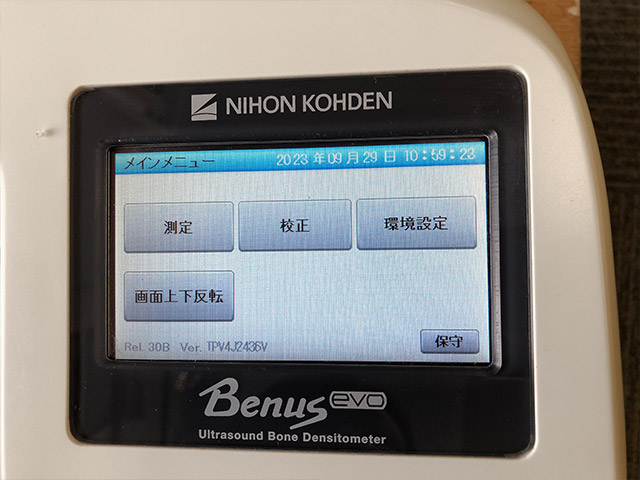 NIHON KOHDEN
メインメニュー 2023年09月29日 10:59:23
測定 校正 環境設定
画面上下反転
Rel. 30B Ver. TPV4J2436V 保守
Benus evo
Ultrasound Bone Densitometer